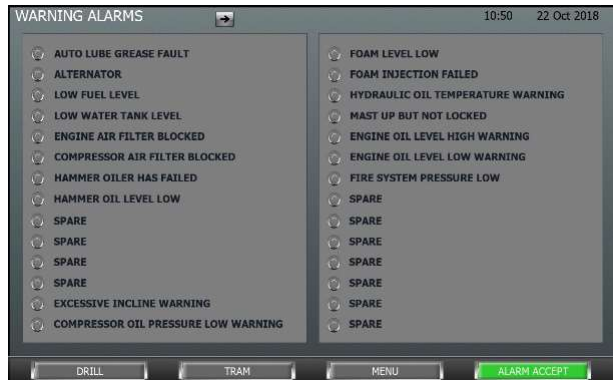 WARNING ALARMS
10:50 22 Oct 2018
AUTO LUBE GREASE FAULT
ALTERNATOR
LOW FUEL LEVEL
LOW WATER TANK LEVEL
ENGINE AIR FILTER BLOCKED
COMPRESSOR AIR FILTER BLOCKED
HAMMER OILER HAS FAILED
HAMMER OIL LEVEL LOW
SPARE
SPARE
SPARE
SPARE
EXCESSIVE INCLINE WARNING
COMPRESSOR OIL PRESSURE LOW WARNING
FOAM LEVEL LOW
FOAM INJECTION FAILED
HYDRAULIC OIL TEMPERATURE WARNING
MAST UP BUT NOT LOCKED
ENGINE OIL LEVEL HIGH WARNING
ENGINE OIL LEVEL LOW WARNING
FIRE SYSTEM PRESSURE LOW
SPARE
SPARE
SPARE
SPARE
SPARE
SPARE
SPARE
DRILL
TRAM
MENU
ALARM ACCEPT